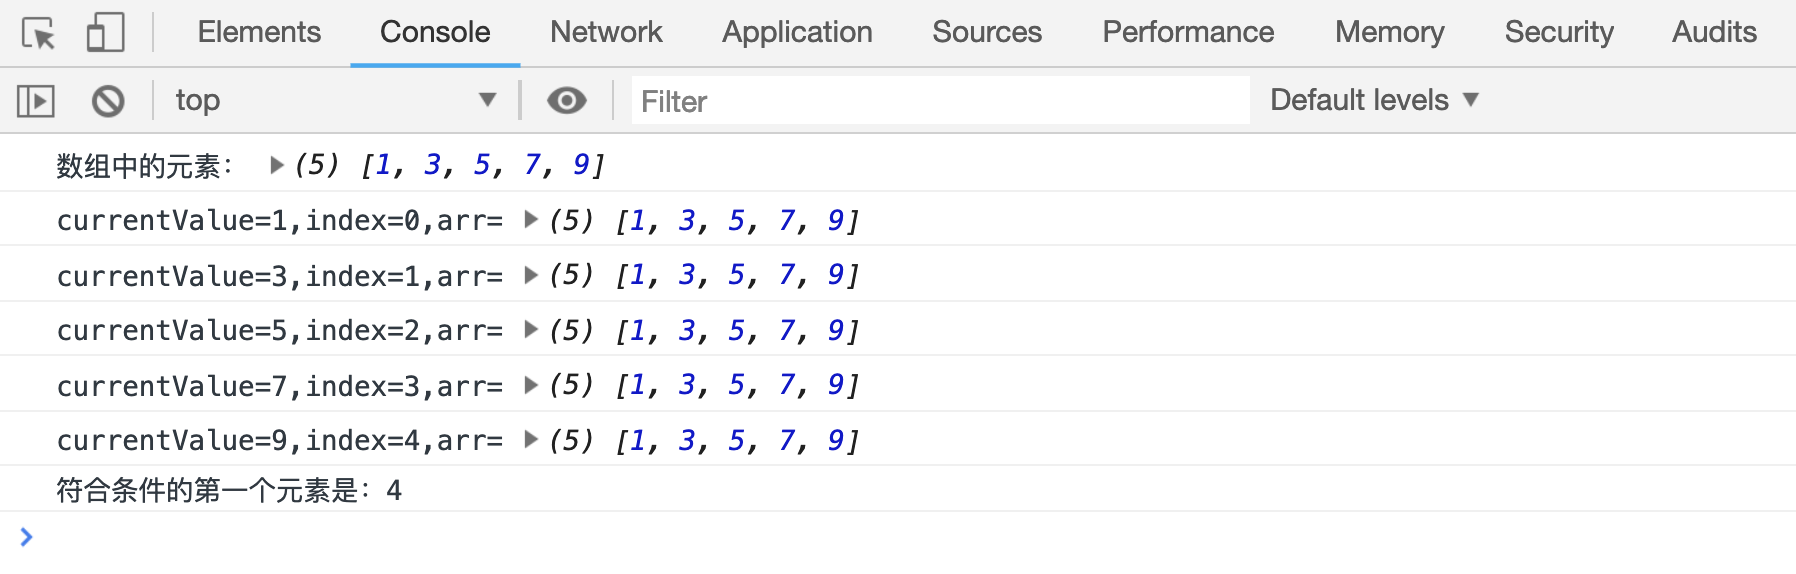 Elements Console Network Application Sources Performance Memory Security Audits
top Filter Default levels
数组中的元素： (5) [1, 3, 5, 7, 9]
currentValue=1,index=0,arr= (5) [1, 3, 5, 7, 9]
currentValue=3,index=1,arr= (5) [1, 3, 5, 7, 9]
currentValue=5,index=2,arr= (5) [1, 3, 5, 7, 9]
currentValue=7,index=3,arr= (5) [1, 3, 5, 7, 9]
currentValue=9,index=4,arr= (5) [1, 3, 5, 7, 9]
符合条件的第一个元素是：4